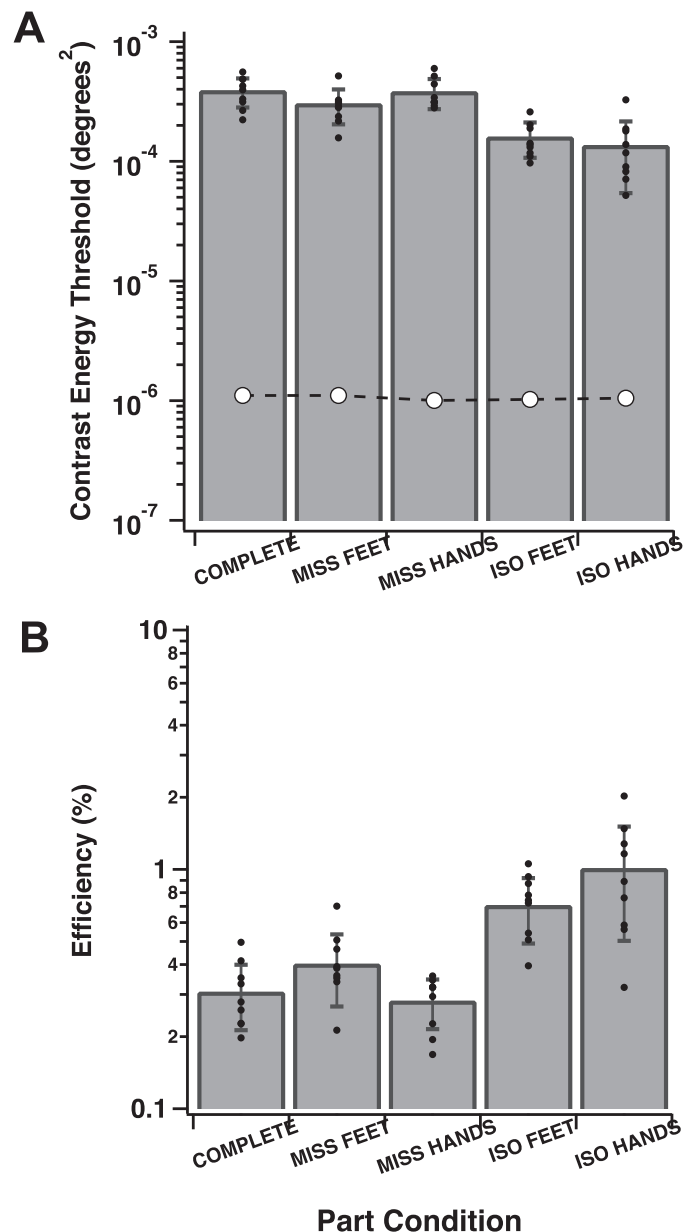 A
Contrast Energy Threshold (degrees²)
10⁻³
10⁻⁴
10⁻⁵
10⁻⁶
10⁻⁷
COMPLETE
MISS FEET
MISS HANDS
ISO FEET
ISO HANDS
B
Efficiency (%)
10
8
6
4
2
1
8
6
4
2
0.1
COMPLETE
MISS FEET
MISS HANDS
ISO FEET
ISO HANDS
Part Condition